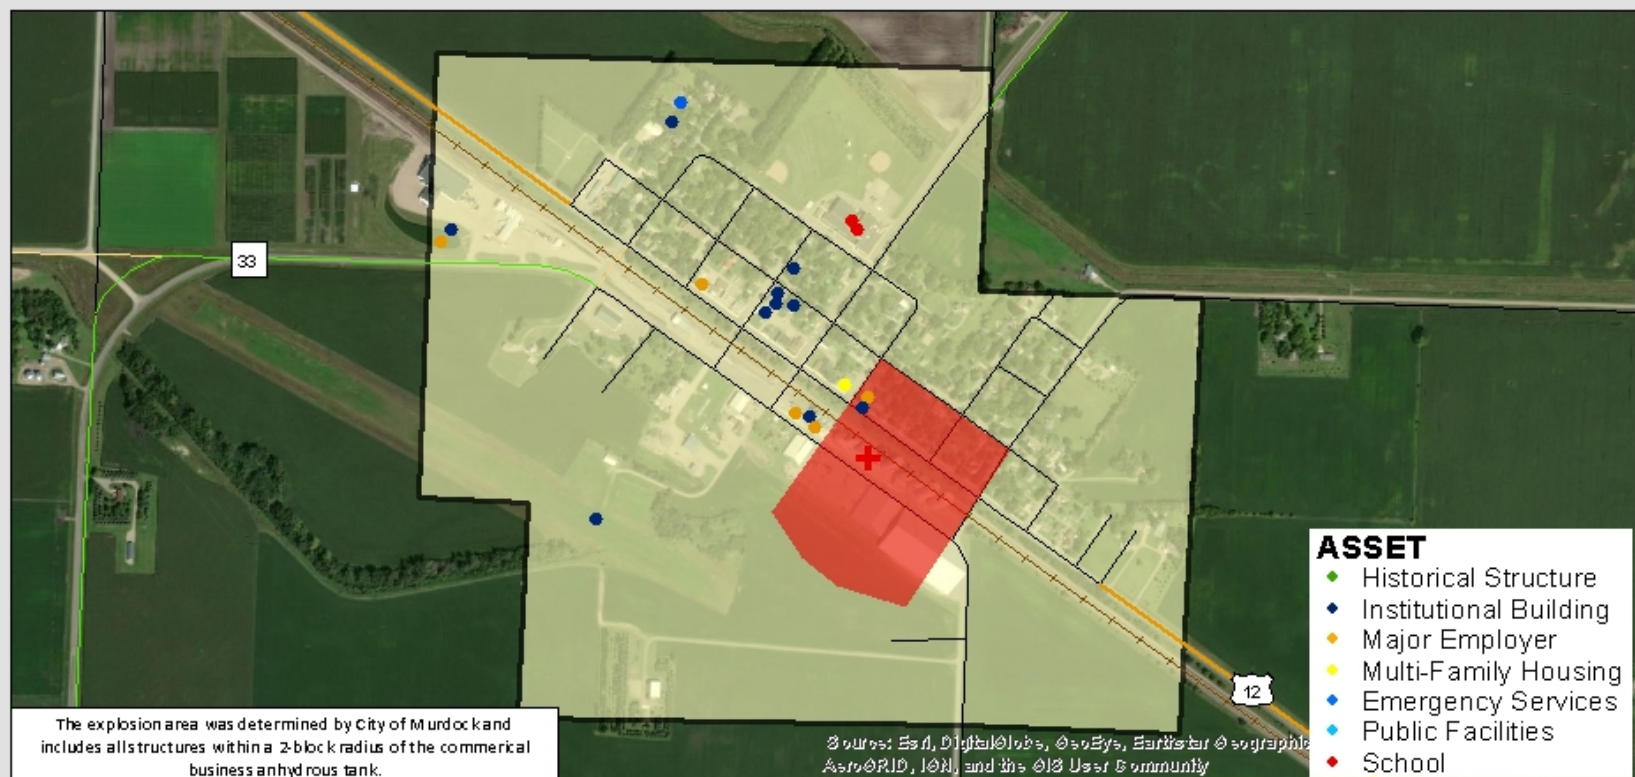 33
12
ASSET
Historical Structure
Institutional Building
Major Employer
Multi-Family Housing
Emergency Services
Public Facilities
School
The explosion area was determined by City of Murdock and
includes all structures within a 2-block radius of the commerical
business anhydrous tank.
Source: Esri, DigitalGlobe, GeoEye, Earthstar Geographic
AeroGRID, IGN, and the GIS User Community